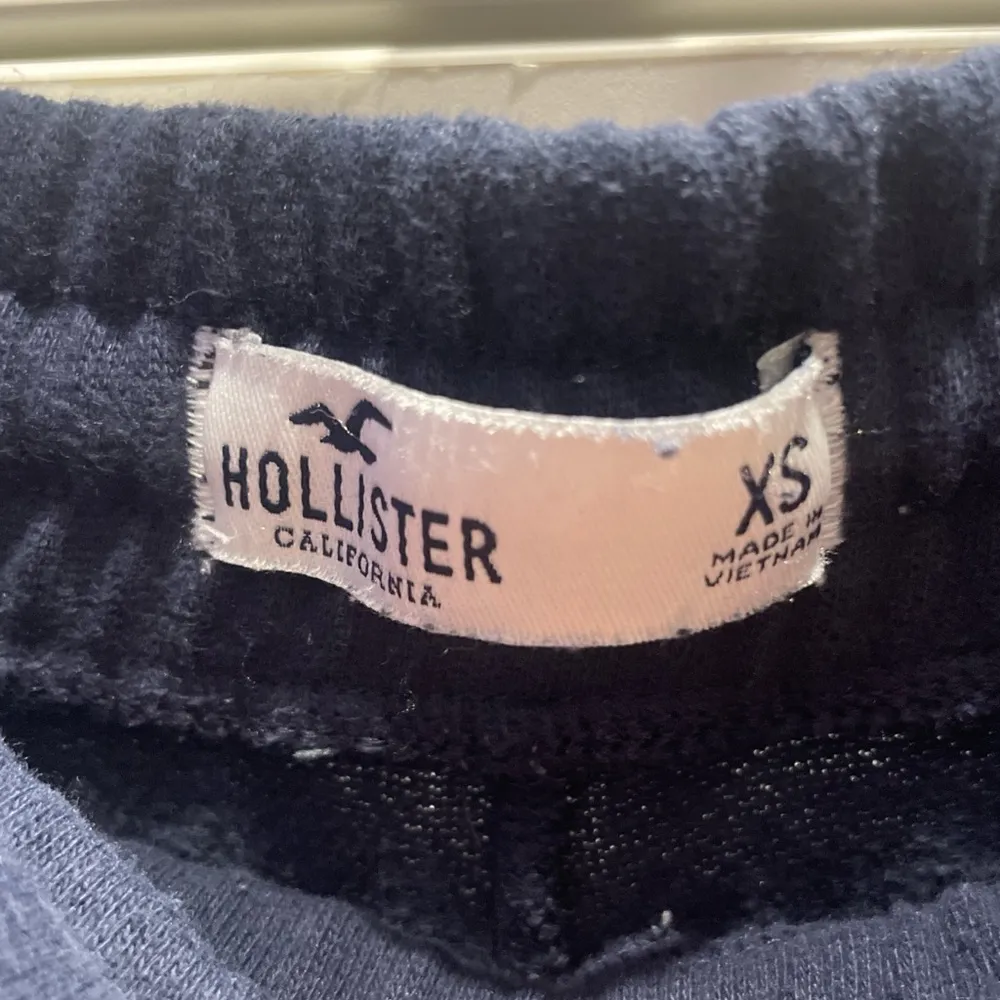 HOLLISTER
CALIFORNIA
XS
MADE IN
VIETNAM